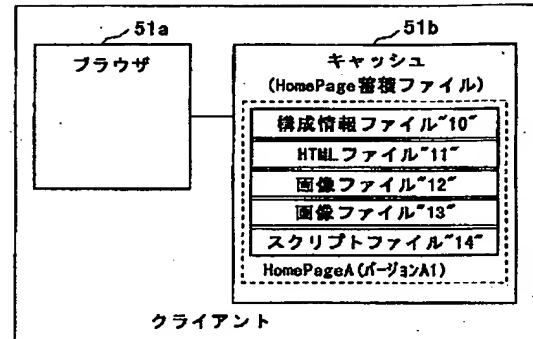 51a
51b
ブラウザ
キャッシュ
(HomePage蓄積ファイル)
構成情報ファイル"10"
HTMLファイル"11"
画像ファイル"12"
画像ファイル"13"
スクリプトファイル"14"
HomePageA(バージョンA1)
クライアント